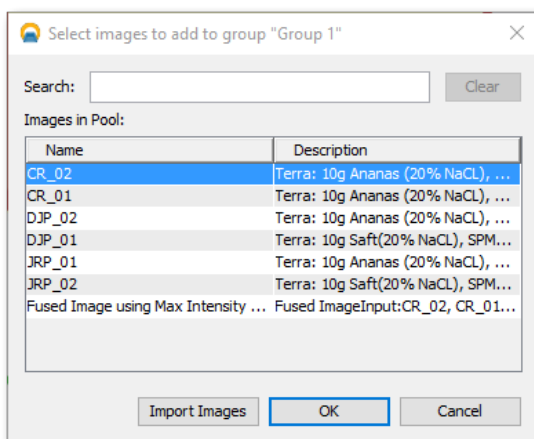 Select images to add to group "Group 1"
Search:
Clear
Images in Pool:
Name Description
CR_02 Terra: 10g Ananas (20% NaCL), ...
CR_01 Terra: 10g Ananas (20% NaCL), ...
DJP_02 Terra: 10g Ananas (20% NaCL), ...
DJP_01 Terra: 10g Saft(20% NaCL), SPM...
JRP_01 Terra: 10g Ananas (20% NaCL), ...
JRP_02 Terra: 10g Saft(20% NaCL), SPM...
Fused Image using Max Intensity ... Fused ImageInput:CR_02, CR_01...
Import Images OK Cancel